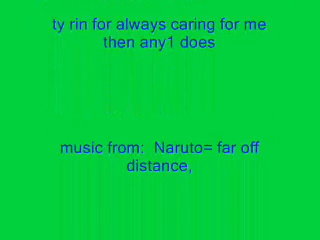 ty rin for always caring for me
then any1 does
music from:  Naruto= far off
distance,